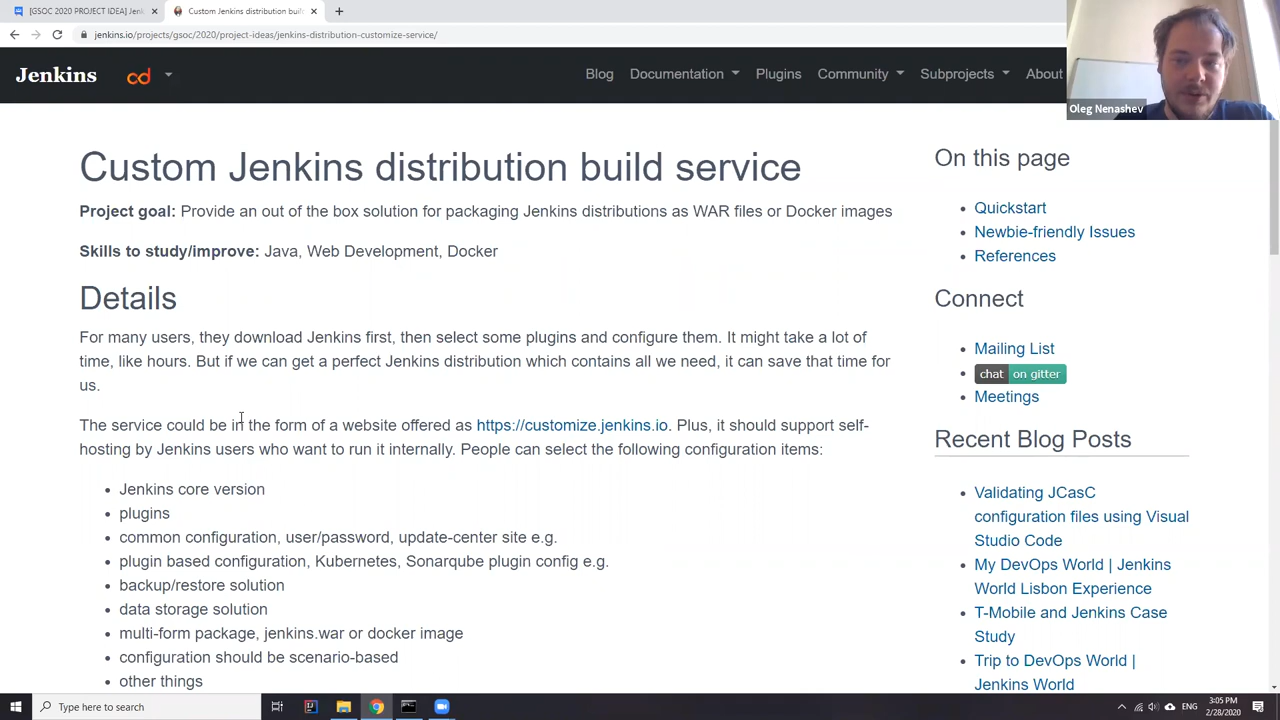 [GSOC 2020 PROJECT IDEA] Jen
Custom Jenkins distribution buil
jenkins.io/projects/gsoc/2020/project-ideas/jenkins-distribution-customize-service/
Jenkins
cd
Blog
Documentation
Plugins
Community
Subprojects
About
Oleg Nenashev
Custom Jenkins distribution build service
Project goal: Provide an out of the box solution for packaging Jenkins distributions as WAR files or Docker images
Skills to study/improve: Java, Web Development, Docker
Details
For many users, they download Jenkins first, then select some plugins and configure them. It might take a lot of
time, like hours. But if we can get a perfect Jenkins distribution which contains all we need, it can save that time for
us.
The service could be in the form of a website offered as https://customize.jenkins.io. Plus, it should support self-
hosting by Jenkins users who want to run it internally. People can select the following configuration items:
Jenkins core version
plugins
common configuration, user/password, update-center site e.g.
plugin based configuration, Kubernetes, Sonarqube plugin config e.g.
backup/restore solution
data storage solution
multi-form package, jenkins.war or docker image
configuration should be scenario-based
other things
On this page
Quickstart
Newbie-friendly Issues
References
Connect
Mailing List
chat on gitter
Meetings
Recent Blog Posts
Validating JCasC
configuration files using Visual
Studio Code
My DevOps World | Jenkins
World Lisbon Experience
T-Mobile and Jenkins Case
Study
Trip to DevOps World |
Jenkins World
Type here to search
ENG
3:05 PM
2/28/2020